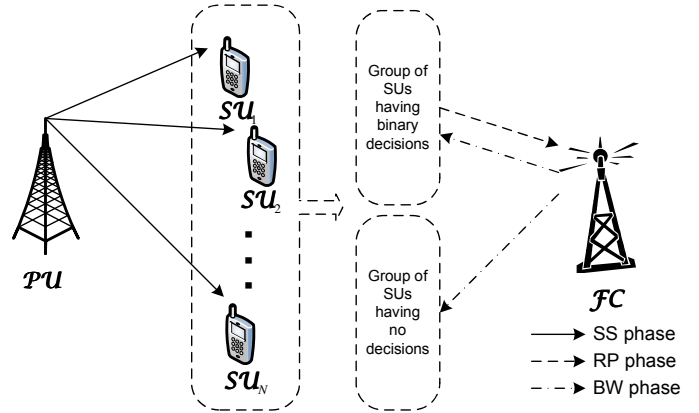 Group of
SUs
having
binary
decisions
SU1
SU2
SUN
PU
Group of
SUs
having
no
decisions
FC
SS phase
RP phase
BW phase